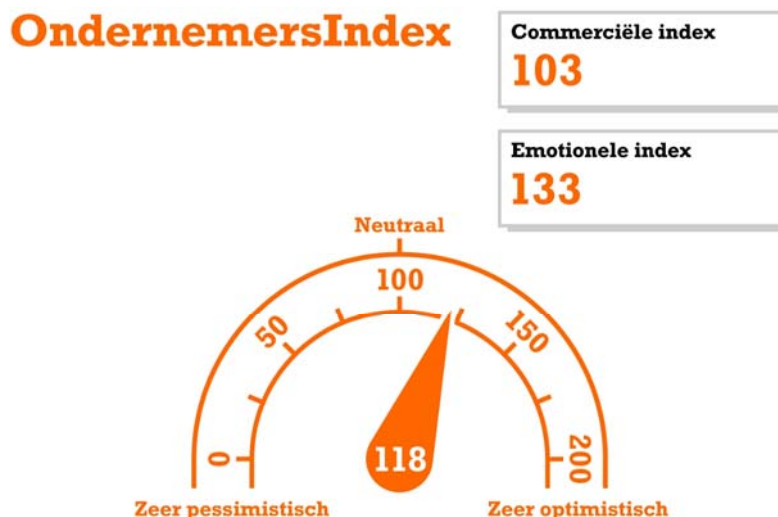 OndernemersIndex
Commerciële index
103
Emotionele index
133
Neutraal
100
50
150
0
118
200
Zeer pessimistisch
Zeer optimistisch